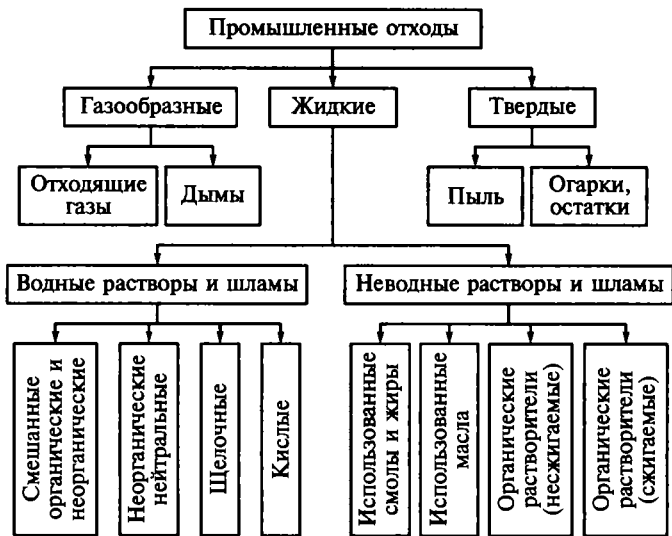 Промышленные отходы
Газообразные
Жидкие
Твердые
Отходящие
газы
Дымы
Пыль
Огарки,
остатки
Водные растворы и шламы
Неводные растворы и шламы
Смешанные
органические и
неорганические
Неорганические
нейтральные
Щелочные
Кислые
Использованные
смолы и жиры
Использованные
масла
Органические
растворители
(несжигаемые)
Органические
растворители
(сжигаемые)